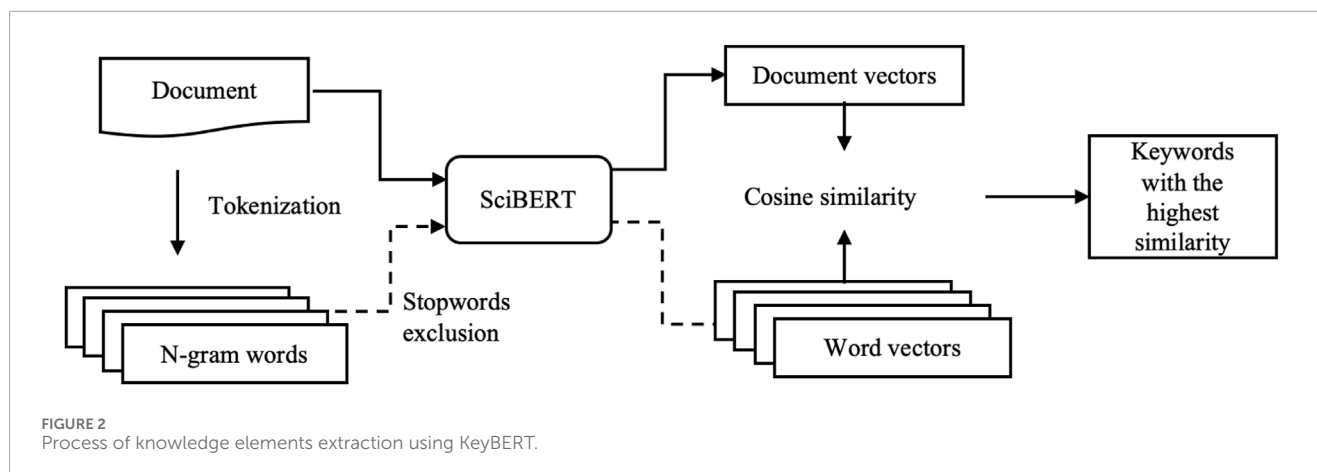 Document
Tokenization
N-gram words
Stopwords
exclusion
SciBERT
Document vectors
Cosine similarity
Word vectors
Keywords
with the
highest
similarity
FIGURE 2
Process of knowledge elements extraction using KeyBERT.